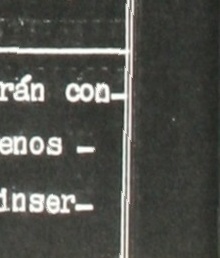 rán con-
enos -
inser-